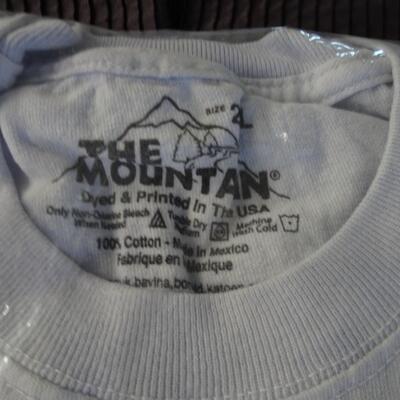 SIZE 2L
THE
MOUNTAIN®
Dyed & Printed In The USA
Only Non-Chlorine Bleach When Needed Tumble Dry Medium Machine Wash Cold
100% Cotton - Made in Mexico
Fabrique en Mexique
bavlna,